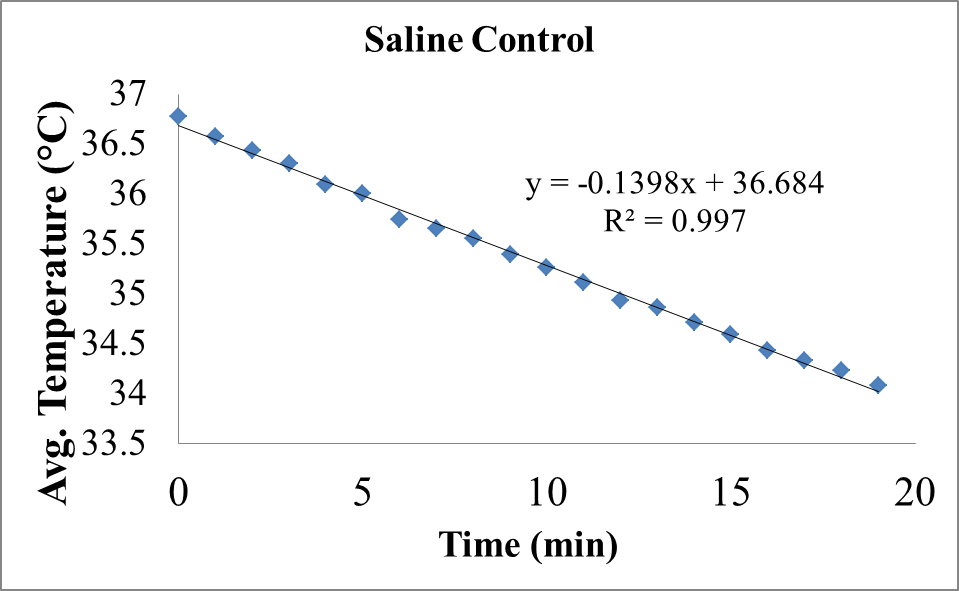 Saline Control
Avg. Temperature (°C)
37
36.5
36
35.5
35
34.5
34
33.5
y = -0.1398x + 36.684
R² = 0.997
0 5 10 15 20
Time (min)